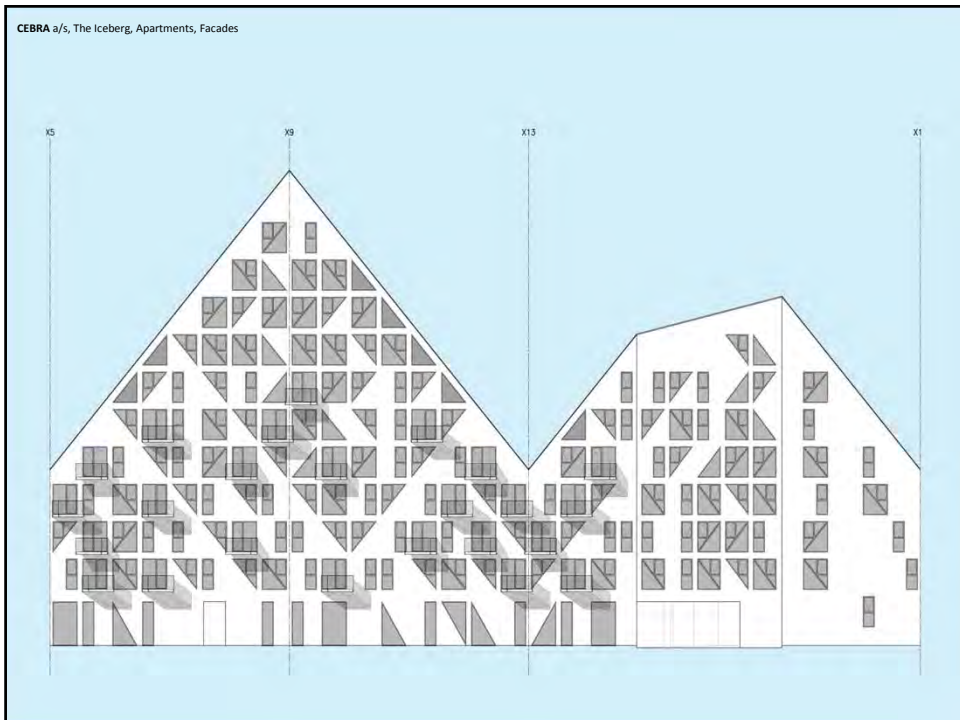 CEBRA a/s, The Iceberg, Apartments, Facades
X5 X9 X13 X1